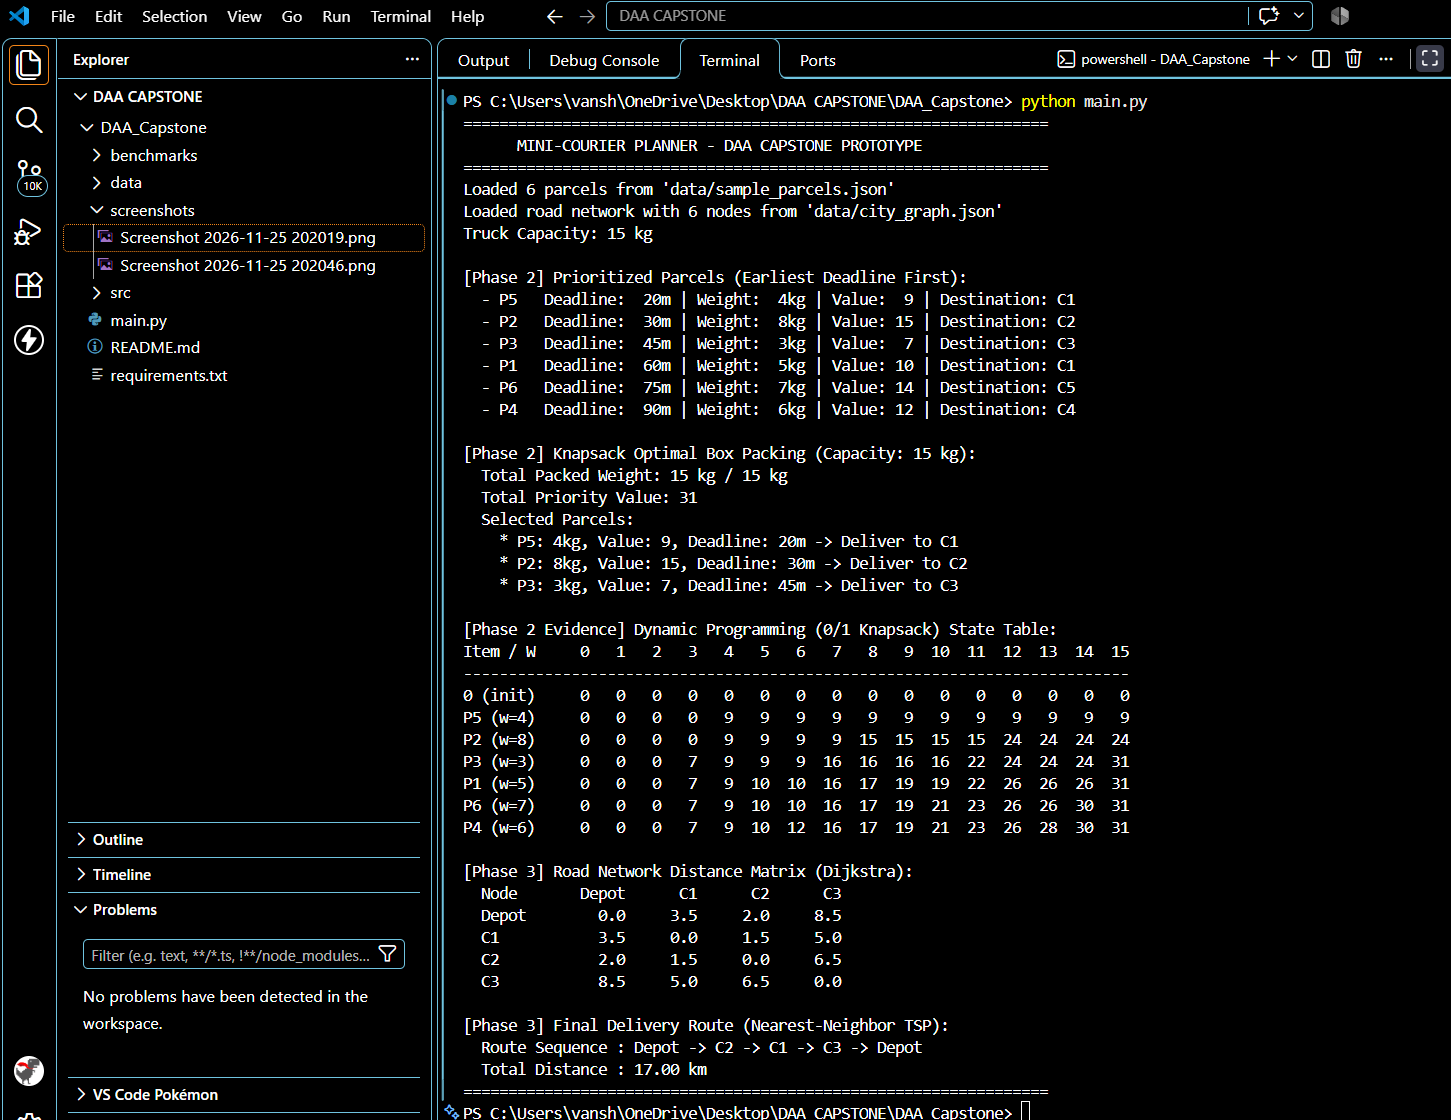 File Edit Selection View Go Run Terminal Help
DAA CAPSTONE
Explorer
DAA CAPSTONE
DAA_Capstone
benchmarks
data
screenshots
Screenshot 2026-11-25 202019.png
Screenshot 2026-11-25 202046.png
src
main.py
README.md
requirements.txt
10K
Outline
Timeline
Problems
Filter (e.g. text, **/*.ts, !**/node_modules...
No problems have been detected in the
workspace.
VS Code Pokémon
Output Debug Console Terminal Ports
powershell - DAA_Capstone
PS C:\Users\vansh\OneDrive\Desktop\DAA CAPSTONE\DAA_Capstone> python main.py
=================================================================
MINI-COURIER PLANNER - DAA CAPSTONE PROTOTYPE
=================================================================
Loaded 6 parcels from 'data/sample_parcels.json'
Loaded road network with 6 nodes from 'data/city_graph.json'
Truck Capacity: 15 kg
[Phase 2] Prioritized Parcels (Earliest Deadline First):
- P5 Deadline: 20m | Weight: 4kg | Value: 9 | Destination: C1
- P2 Deadline: 30m | Weight: 8kg | Value: 15 | Destination: C2
- P3 Deadline: 45m | Weight: 3kg | Value: 7 | Destination: C3
- P1 Deadline: 60m | Weight: 5kg | Value: 10 | Destination: C1
- P6 Deadline: 75m | Weight: 7kg | Value: 14 | Destination: C5
- P4 Deadline: 90m | Weight: 6kg | Value: 12 | Destination: C4
[Phase 2] Knapsack Optimal Box Packing (Capacity: 15 kg):
Total Packed Weight: 15 kg / 15 kg
Total Priority Value: 31
Selected Parcels:
* P5: 4kg, Value: 9, Deadline: 20m -> Deliver to C1
* P2: 8kg, Value: 15, Deadline: 30m -> Deliver to C2
* P3: 3kg, Value: 7, Deadline: 45m -> Deliver to C3
[Phase 2 Evidence] Dynamic Programming (0/1 Knapsack) State Table:
Item / W 0 1 2 3 4 5 6 7 8 9 10 11 12 13 14 15
--------------------------------------------------------------------------
0 (init) 0 0 0 0 0 0 0 0 0 0 0 0 0 0 0 0
P5 (w=4) 0 0 0 0 9 9 9 9 9 9 9 9 9 9 9 9
P2 (w=8) 0 0 0 0 9 9 9 9 15 15 15 15 24 24 24 24
P3 (w=3) 0 0 0 7 9 9 9 16 16 16 16 22 24 24 24 31
P1 (w=5) 0 0 0 7 9 10 10 16 17 19 19 22 26 26 26 31
P6 (w=7) 0 0 0 7 9 10 10 16 17 19 21 23 26 26 30 31
P4 (w=6) 0 0 0 7 9 10 12 16 17 19 21 23 26 28 30 31
[Phase 3] Road Network Distance Matrix (Dijkstra):
Node Depot C1 C2 C3
Depot 0.0 3.5 2.0 8.5
C1 3.5 0.0 1.5 5.0
C2 2.0 1.5 0.0 6.5
C3 8.5 5.0 6.5 0.0
[Phase 3] Final Delivery Route (Nearest-Neighbor TSP):
Route Sequence : Depot -> C2 -> C1 -> C3 -> Depot
Total Distance : 17.00 km
=================================================================
PS C:\Users\vansh\OneDrive\Desktop\DAA CAPSTONE\DAA_Capstone>